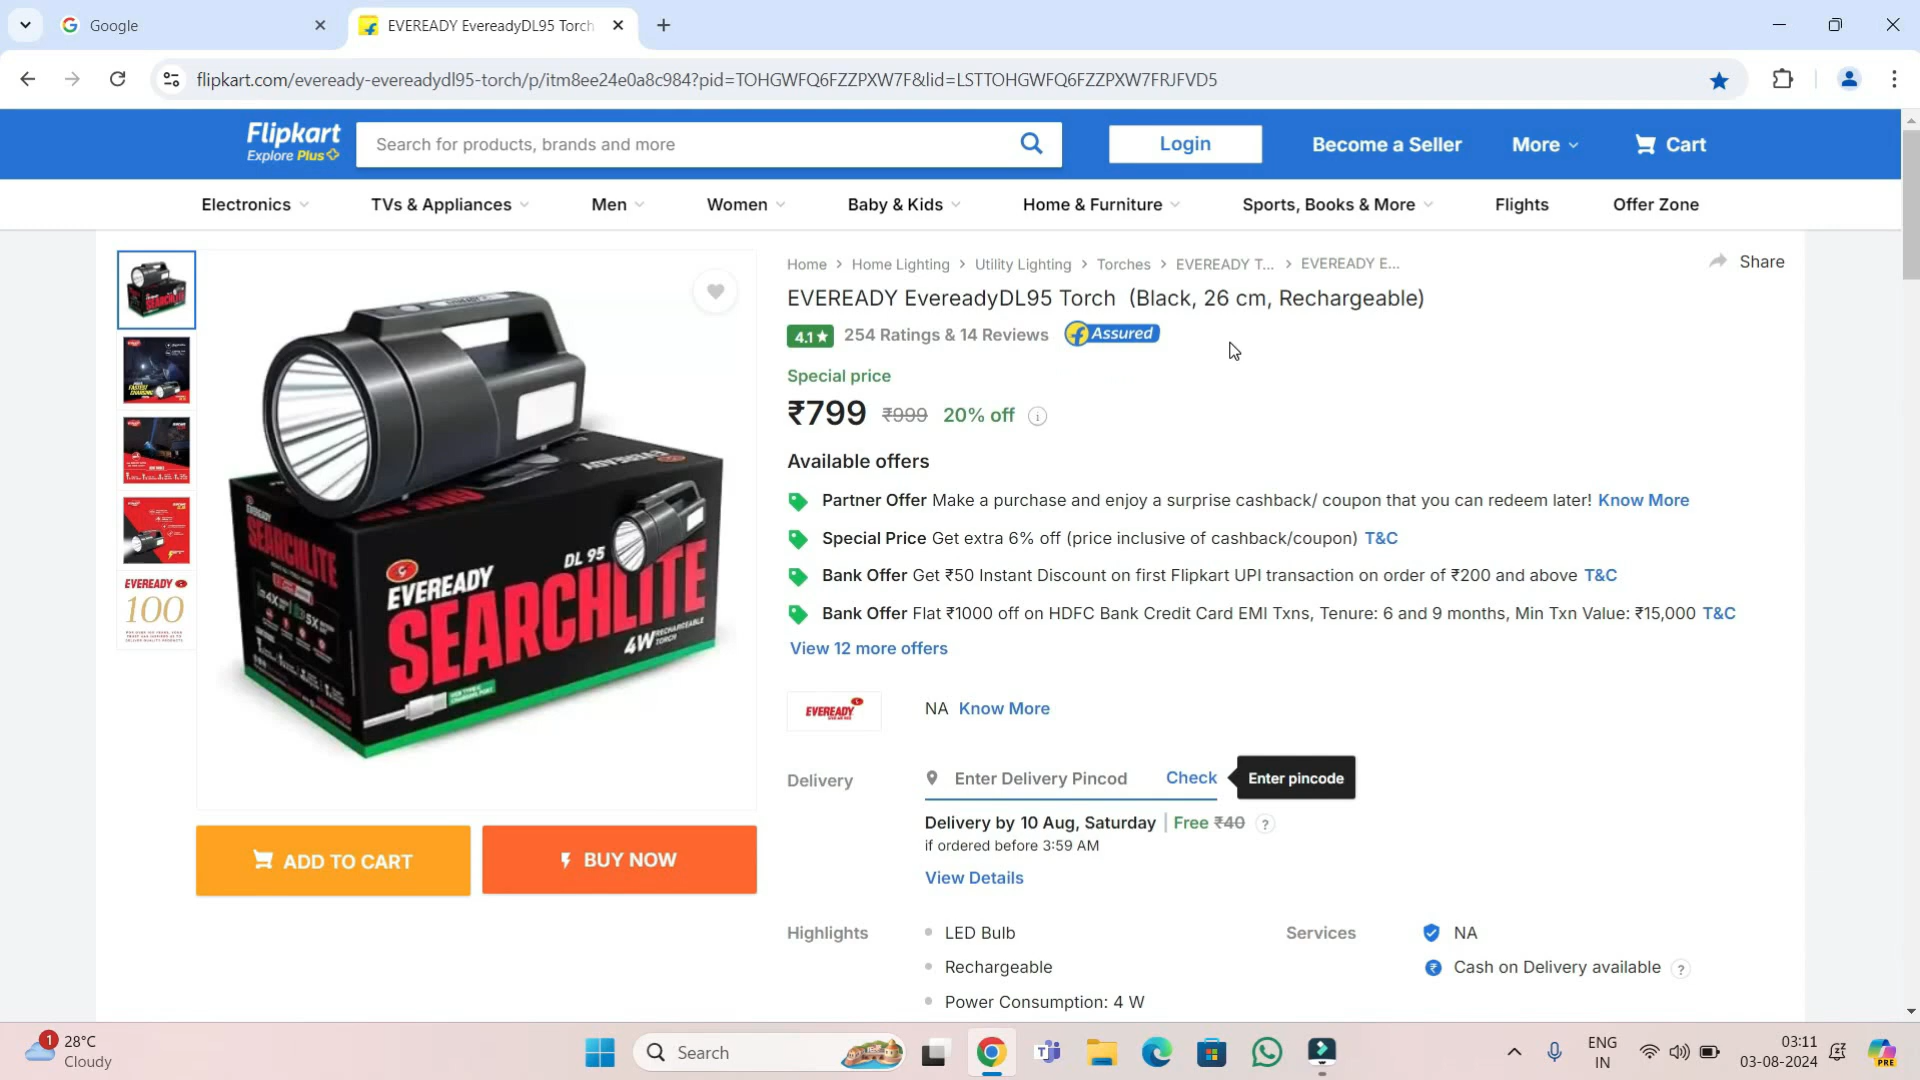 Google
EVEREADY EvereadyDL95 Torch
flipkart.com/eveready-evereadydl95-torch/p/itm8ee24e0a8c984?pid=TOHGWFQ6FZZPXW7F&lid=LSTTOHGWFQ6FZZPXW7FRJFVD5
Flipkart
Explore Plus
Search for products, brands and more
Login
Become a Seller
More
Cart
Electronics
TVs & Appliances
Men
Women
Baby & Kids
Home & Furniture
Sports, Books & More
Flights
Offer Zone
Home > Home Lighting > Utility Lighting > Torches > EVEREADY T... > EVEREADY E...
Share
EVEREADY EvereadyDL95 Torch (Black, 26 cm, Rechargeable)
4.1★ 254 Ratings & 14 Reviews Assured
Special price
₹799 ₹999 20% off
Available offers
Partner Offer Make a purchase and enjoy a surprise cashback/ coupon that you can redeem later! Know More
Special Price Get extra 6% off (price inclusive of cashback/coupon) T&C
Bank Offer Get ₹50 Instant Discount on first Flipkart UPI transaction on order of ₹200 and above T&C
Bank Offer Flat ₹1000 off on HDFC Bank Credit Card EMI Txns, Tenure: 6 and 9 months, Min Txn Value: ₹15,000 T&C
View 12 more offers
EVEREADY
NA Know More
Delivery
Enter Delivery Pincod
Check
Enter pincode
Delivery by 10 Aug, Saturday | Free ₹40 ?
if ordered before 3:59 AM
View Details
Highlights
LED Bulb
Rechargeable
Power Consumption: 4 W
Services
NA
Cash on Delivery available ?
EVEREADY
100
SEARCHLITE
EVEREADY
DL 95
SEARCHLITE
4W RECHARGEABLE
TORCH
ADD TO CART
BUY NOW
1
28°C
Cloudy
Search
ENG
IN
03:11
03-08-2024
PRE